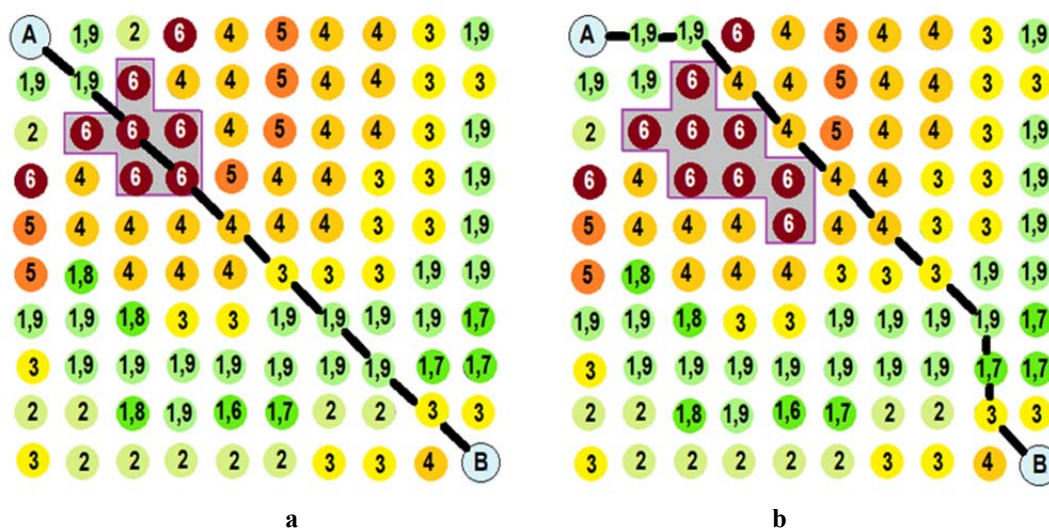 A 1,9 2 6 4 5 4 4 3 1,9
1,9 1,9 6 4 4 5 4 4 3 3
2 6 6 6 4 5 4 4 3 1,9
6 4 6 6 5 4 4 3 3 1,9
5 4 4 4 4 4 4 3 3 1,9
5 1,8 4 4 4 3 3 3 1,9 1,9
1,9 1,9 1,8 3 3 1,9 1,9 1,9 1,9 1,7
3 1,9 1,9 1,9 1,9 1,9 1,9 1,9 1,7 1,7
2 2 1,8 1,9 1,6 1,7 2 2 3 3
3 2 2 2 2 2 3 3 4 B
a
A 1,9 1,9 6 4 5 4 4 3 1,9
1,9 1,9 6 4 4 5 4 4 3 3
2 6 6 6 4 5 4 4 3 1,9
6 4 6 6 6 4 4 3 3 1,9
5 4 4 4 6 4 4 3 3 1,9
5 1,8 4 4 4 3 3 3 1,9 1,9
1,9 1,9 1,8 3 3 1,9 1,9 1,9 1,9 1,7
3 1,9 1,9 1,9 1,9 1,9 1,9 1,9 1,7 1,7
2 2 1,8 1,9 1,6 1,7 2 2 3 3
3 2 2 2 2 2 3 3 4 B
b